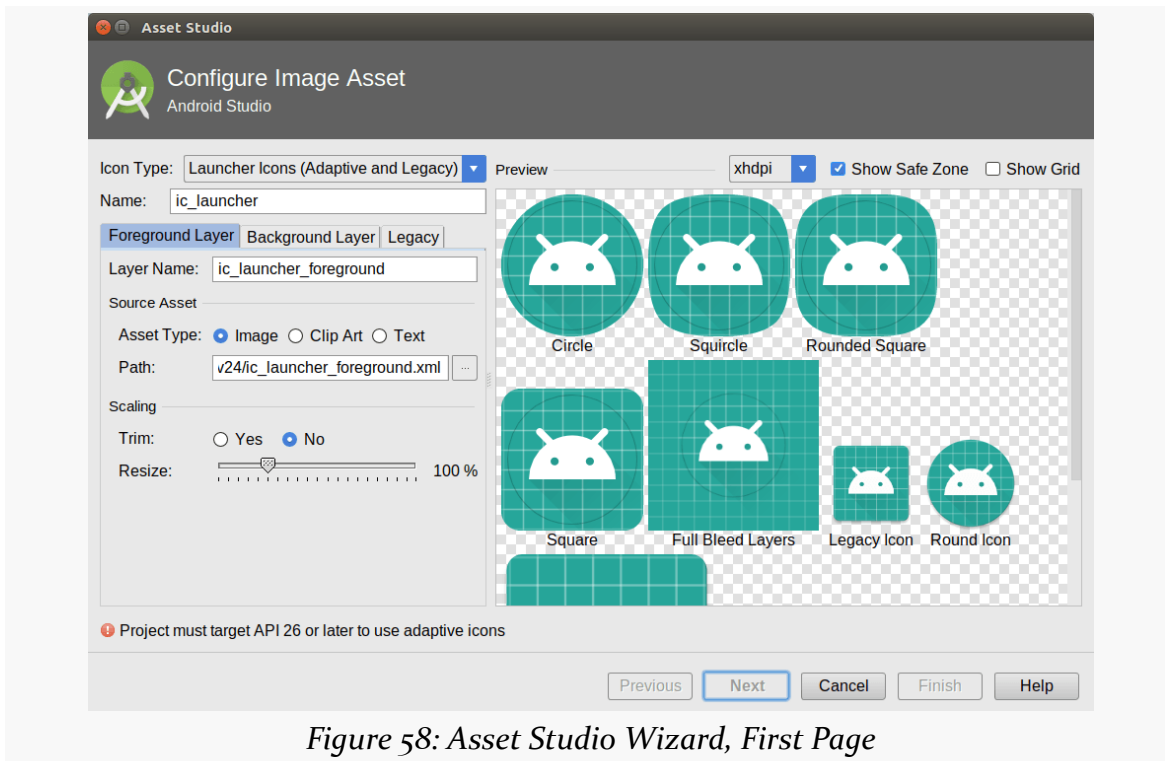 Asset Studio
Configure Image Asset
Android Studio
Icon Type: Launcher Icons (Adaptive and Legacy)
Preview xhdpi Show Safe Zone Show Grid
Name: ic_launcher
Foreground Layer Background Layer Legacy
Layer Name: ic_launcher_foreground
Source Asset
Asset Type: Image Clip Art Text
Path: v24/ic_launcher_foreground.xml ...
Scaling
Trim: Yes No
Resize: 100 %
Circle Squircle Rounded Square
Square Full Bleed Layers Legacy Icon Round Icon
Project must target API 26 or later to use adaptive icons
Previous Next Cancel Finish Help
Figure 58: Asset Studio Wizard, First Page